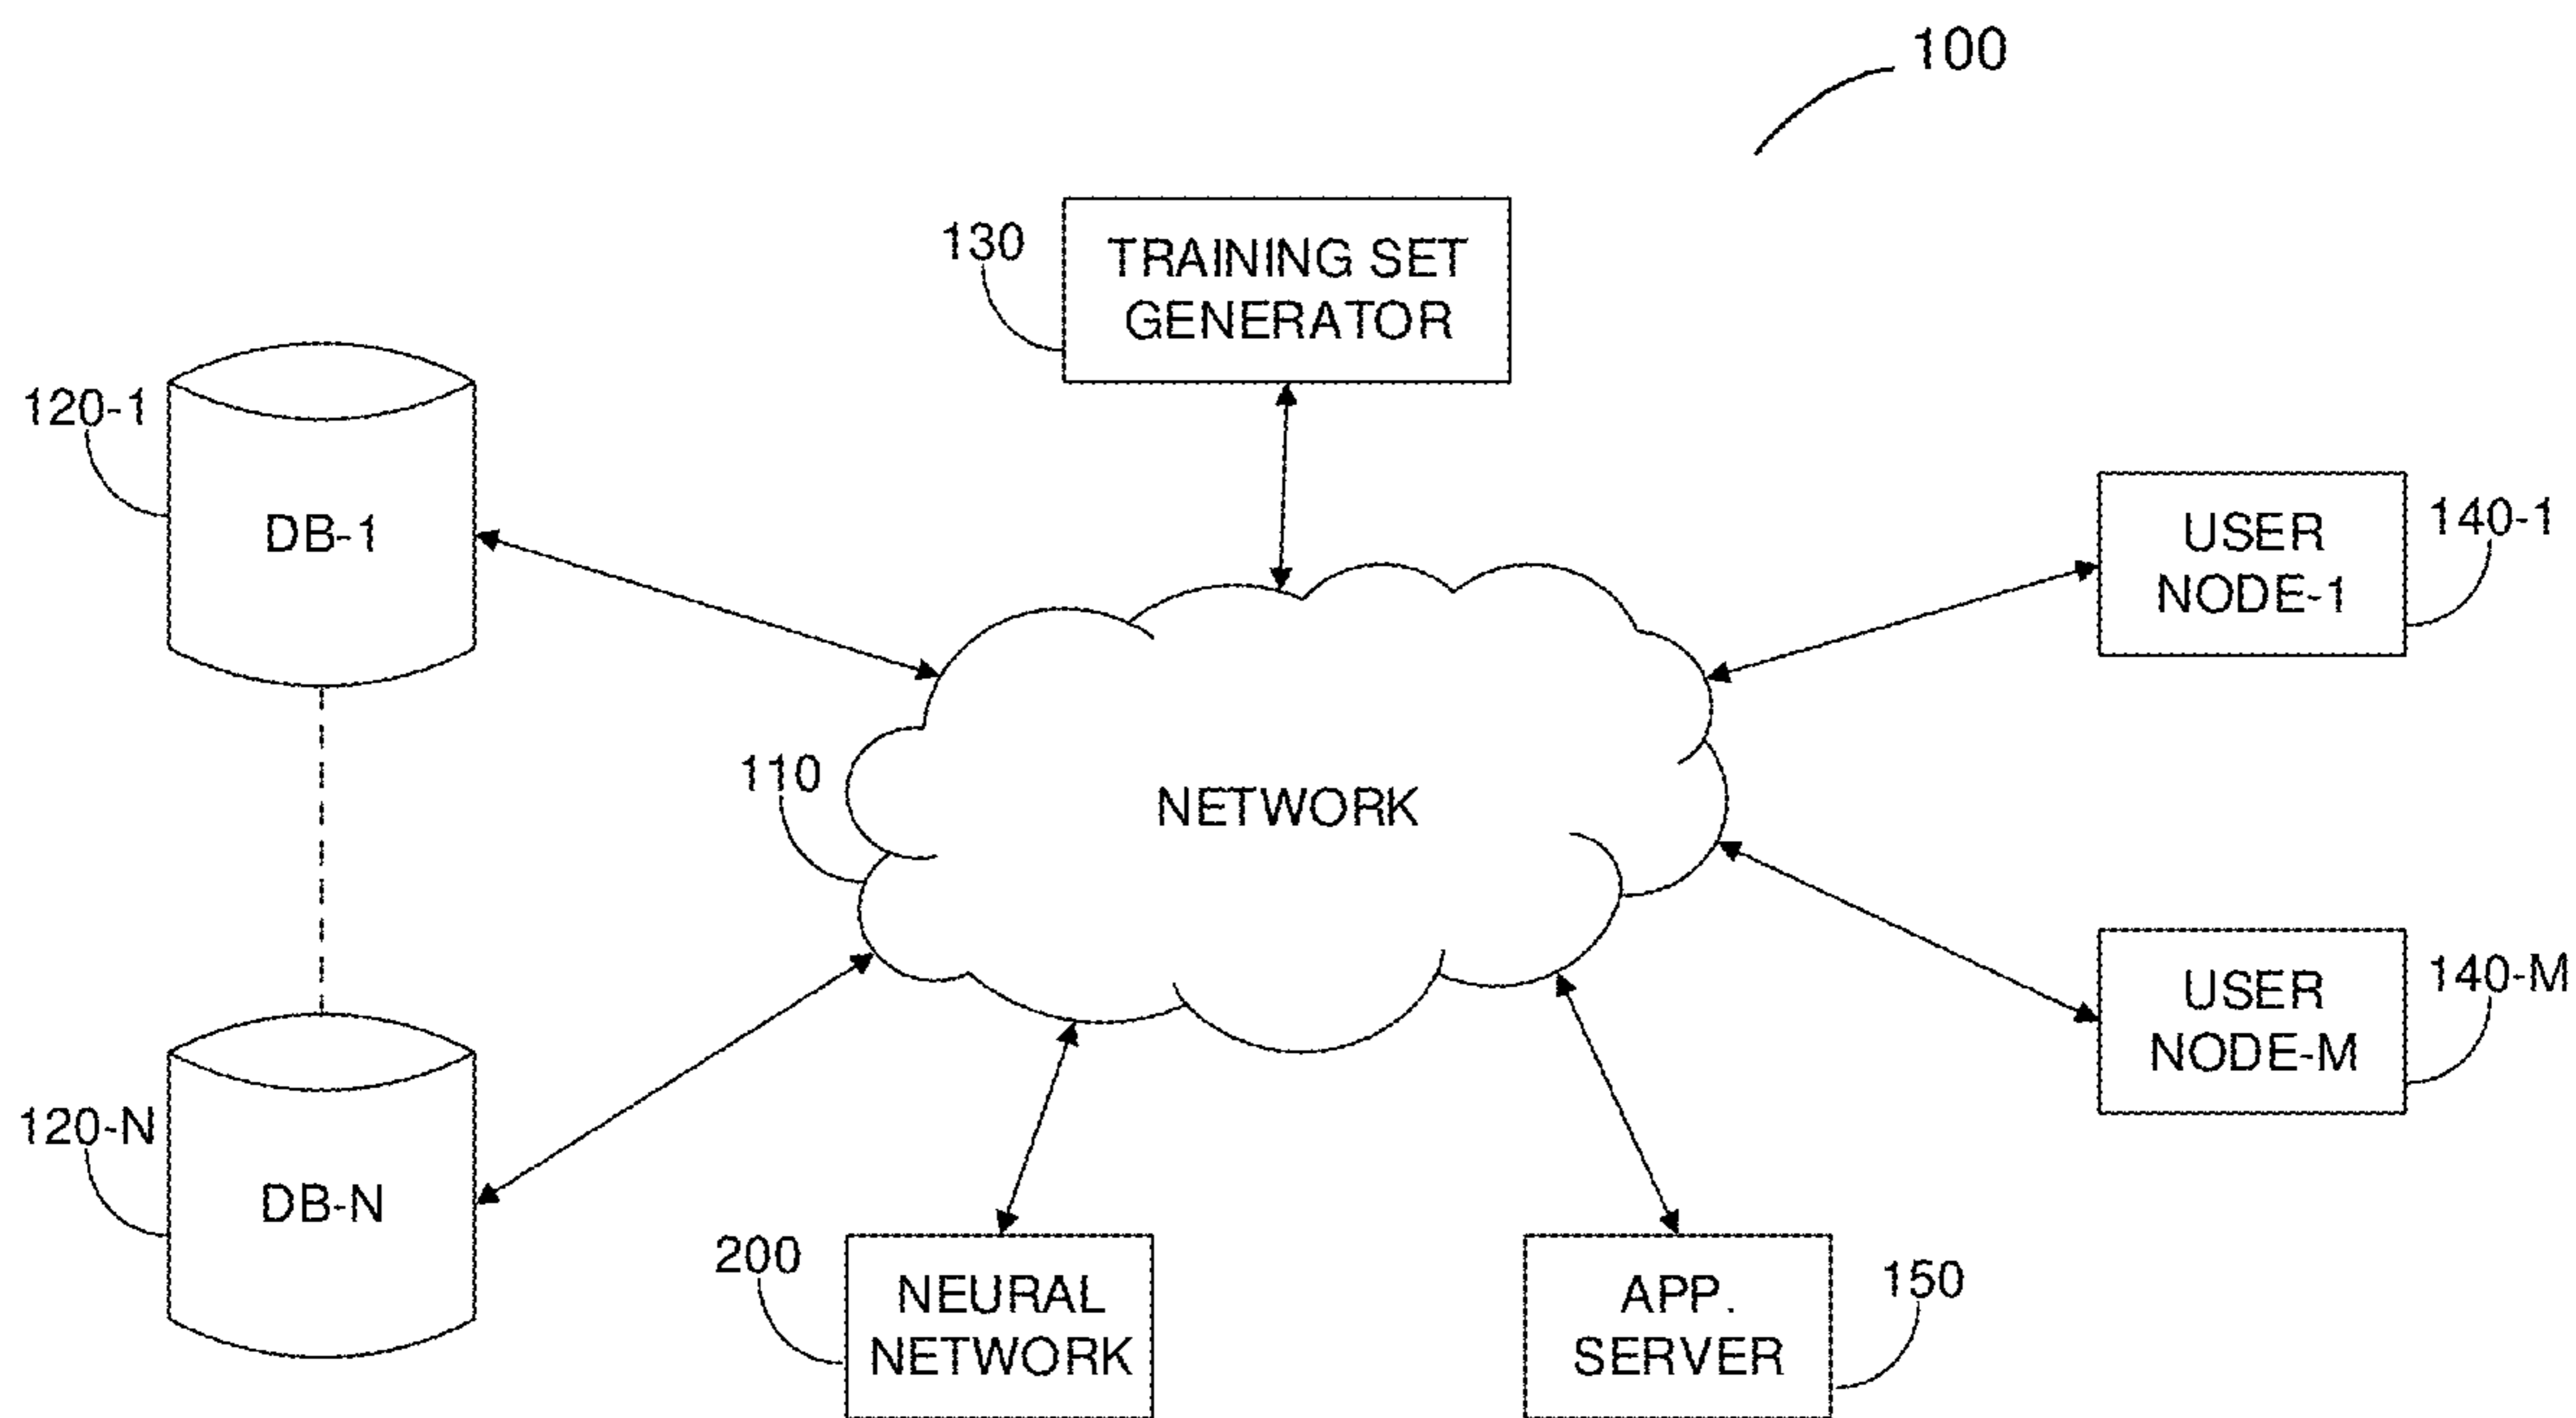 100
130
TRAINING SET
GENERATOR
120-1
DB-1
USER
NODE-1
140-1
110
NETWORK
USER
NODE-M
140-M
120-N
DB-N
200
NEURAL
NETWORK
APP.
SERVER
150